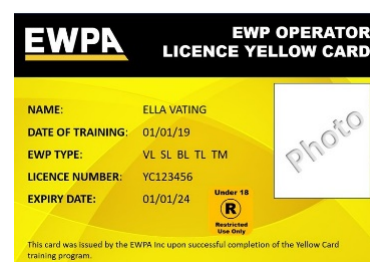 EWPA
EWP OPERATOR
LICENCE YELLOW CARD
NAME: ELLA VATING
DATE OF TRAINING: 01/01/19
EWP TYPE: VL SL BL TL TM
LICENCE NUMBER: YC123456
EXPIRY DATE: 01/01/24
Photo
Under 18
R
Restricted
Use Only
This card was issued by the EWPA Inc upon successful completion of the Yellow Card
training program.